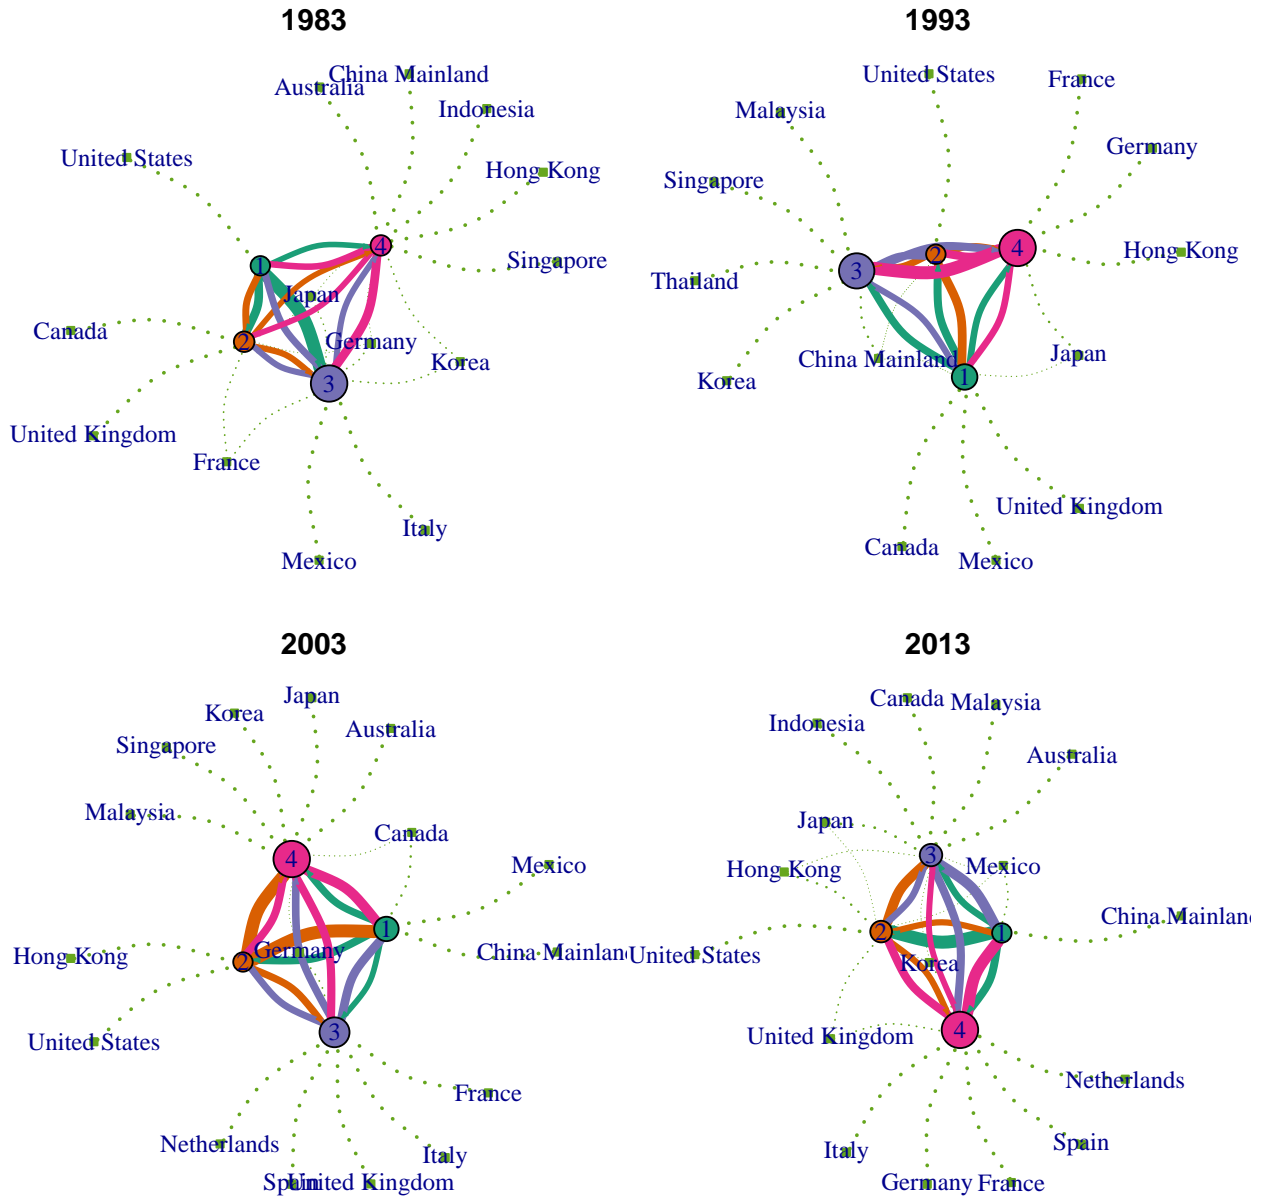 1983
China Mainland
Australia
Indonesia
United States
Hong Kong
4
Singapore
1
Japan
Canada
2
Germany
Korea
3
United Kingdom
France
Italy
Mexico
1993
United States
France
Malaysia
Germany
Singapore
4
Hong Kong
2
3
Thailand
China Mainland
Japan
1
Korea
United Kingdom
Canada
Mexico
2003
Japan
Korea
Australia
Singapore
Malaysia
Canada
4
Mexico
1
Germany
China Mainlan
Hong Kong
2
3
United States
France
Netherlands
Italy
Spain
United Kingdom
2013
Canada
Malaysia
Indonesia
Australia
Japan
3
Mexico
Hong Kong
China Mainlan
2
1
United States
Korea
4
United Kingdom
Netherlands
Spain
Italy
Germany
France